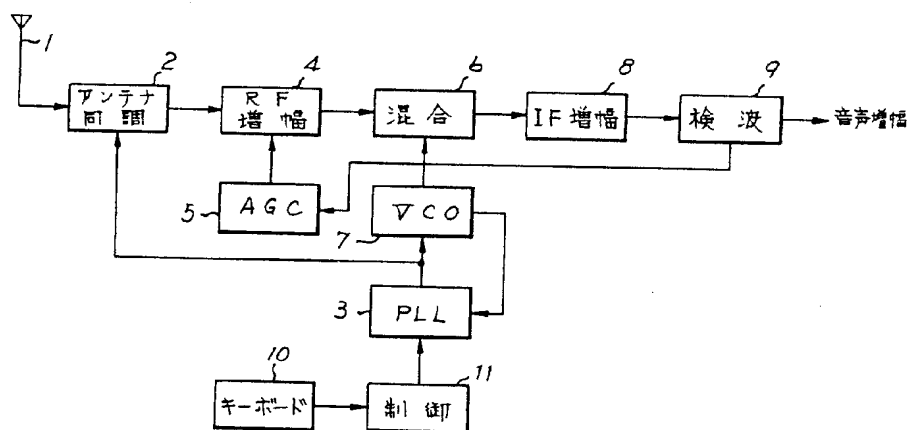 1
2
アンテナ
同調
4
RF
増幅
6
混合
8
IF増幅
9
検波
音声増幅
5
AGC
7
VCO
3
PLL
10
キーボード
11
制御